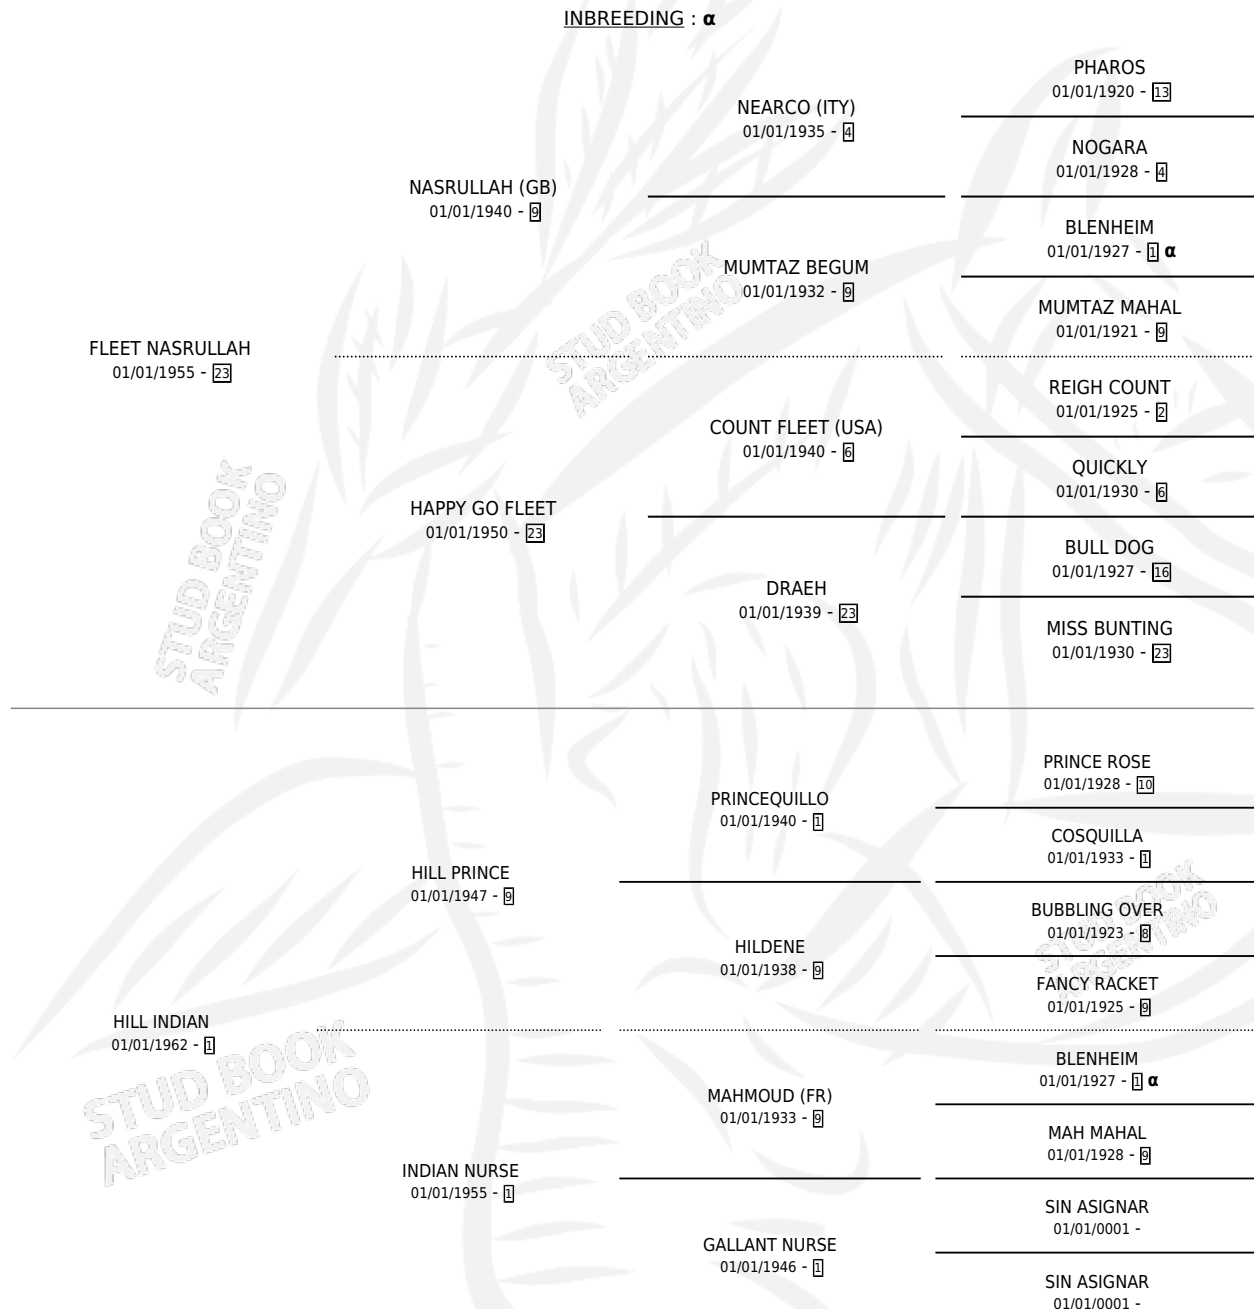 INBREEDING : α
PHAROS
01/01/1920 - 13
NEARCO (ITY)
01/01/1935 - 4
NOGARA
01/01/1928 - 4
NASRULLAH (GB)
01/01/1940 - 9
BLENHEIM
01/01/1927 - 1 α
MUMTAZ BEGUM
01/01/1932 - 9
MUMTAZ MAHAL
01/01/1921 - 9
FLEET NASRULLAH
01/01/1955 - 23
STUD BOOK
ARGENTINO
REIGH COUNT
01/01/1925 - 2
COUNT FLEET (USA)
01/01/1940 - 6
QUICKLY
01/01/1930 - 6
HAPPY GO FLEET
01/01/1950 - 23
STUD BOOK
ARGENTINO
BULL DOG
01/01/1927 - 16
DRAEH
01/01/1939 - 23
MISS BUNTING
01/01/1930 - 23
PRINCE ROSE
01/01/1928 - 10
PRINCEQUILLO
01/01/1940 - 1
COSQUILLA
01/01/1933 - 1
HILL PRINCE
01/01/1947 - 9
BUBBLING OVER
01/01/1923 - 8
STUD BOOK
ARGENTINO
HILDENE
01/01/1938 - 9
FANCY RACKET
01/01/1925 - 9
HILL INDIAN
01/01/1962 - 1
STUD BOOK
ARGENTINO
BLENHEIM
01/01/1927 - 1 α
MAHMOUD (FR)
01/01/1933 - 9
MAH MAHAL
01/01/1928 - 9
INDIAN NURSE
01/01/1955 - 1
SIN ASIGNAR
01/01/0001 -
GALLANT NURSE
01/01/1946 - 1
SIN ASIGNAR
01/01/0001 -